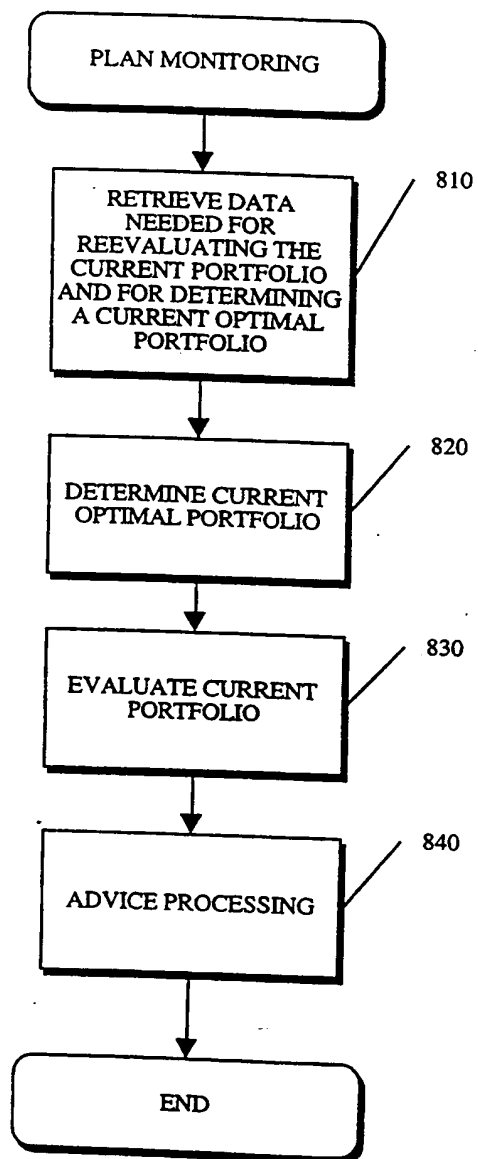 PLAN MONITORING
810
RETRIEVE DATA
NEEDED FOR
REEVALUATING THE
CURRENT PORTFOLIO
AND FOR DETERMINING
A CURRENT OPTIMAL
PORTFOLIO
820
DETERMINE CURRENT
OPTIMAL PORTFOLIO
830
EVALUATE CURRENT
PORTFOLIO
840
ADVICE PROCESSING
END